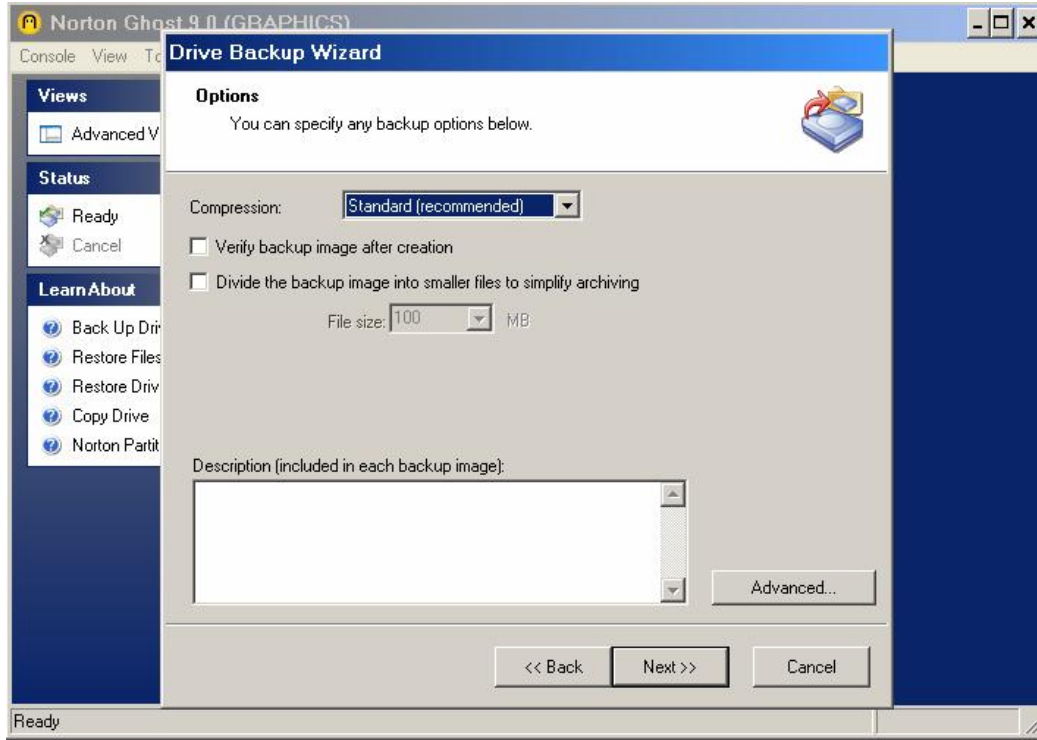 Norton Ghost 9.0 (GRAPHICS)
Console View To
Drive Backup Wizard
Views
Advanced V
Status
Ready
Cancel
Learn About
Back Up Dri
Restore Files
Restore Driv
Copy Drive
Norton Partit
Options
You can specify any backup options below.
Compression: Standard (recommended)
Verify backup image after creation
Divide the backup image into smaller files to simplify archiving
File size: 100 MB
Description (included in each backup image):
Advanced...
<< Back Next >> Cancel
Ready